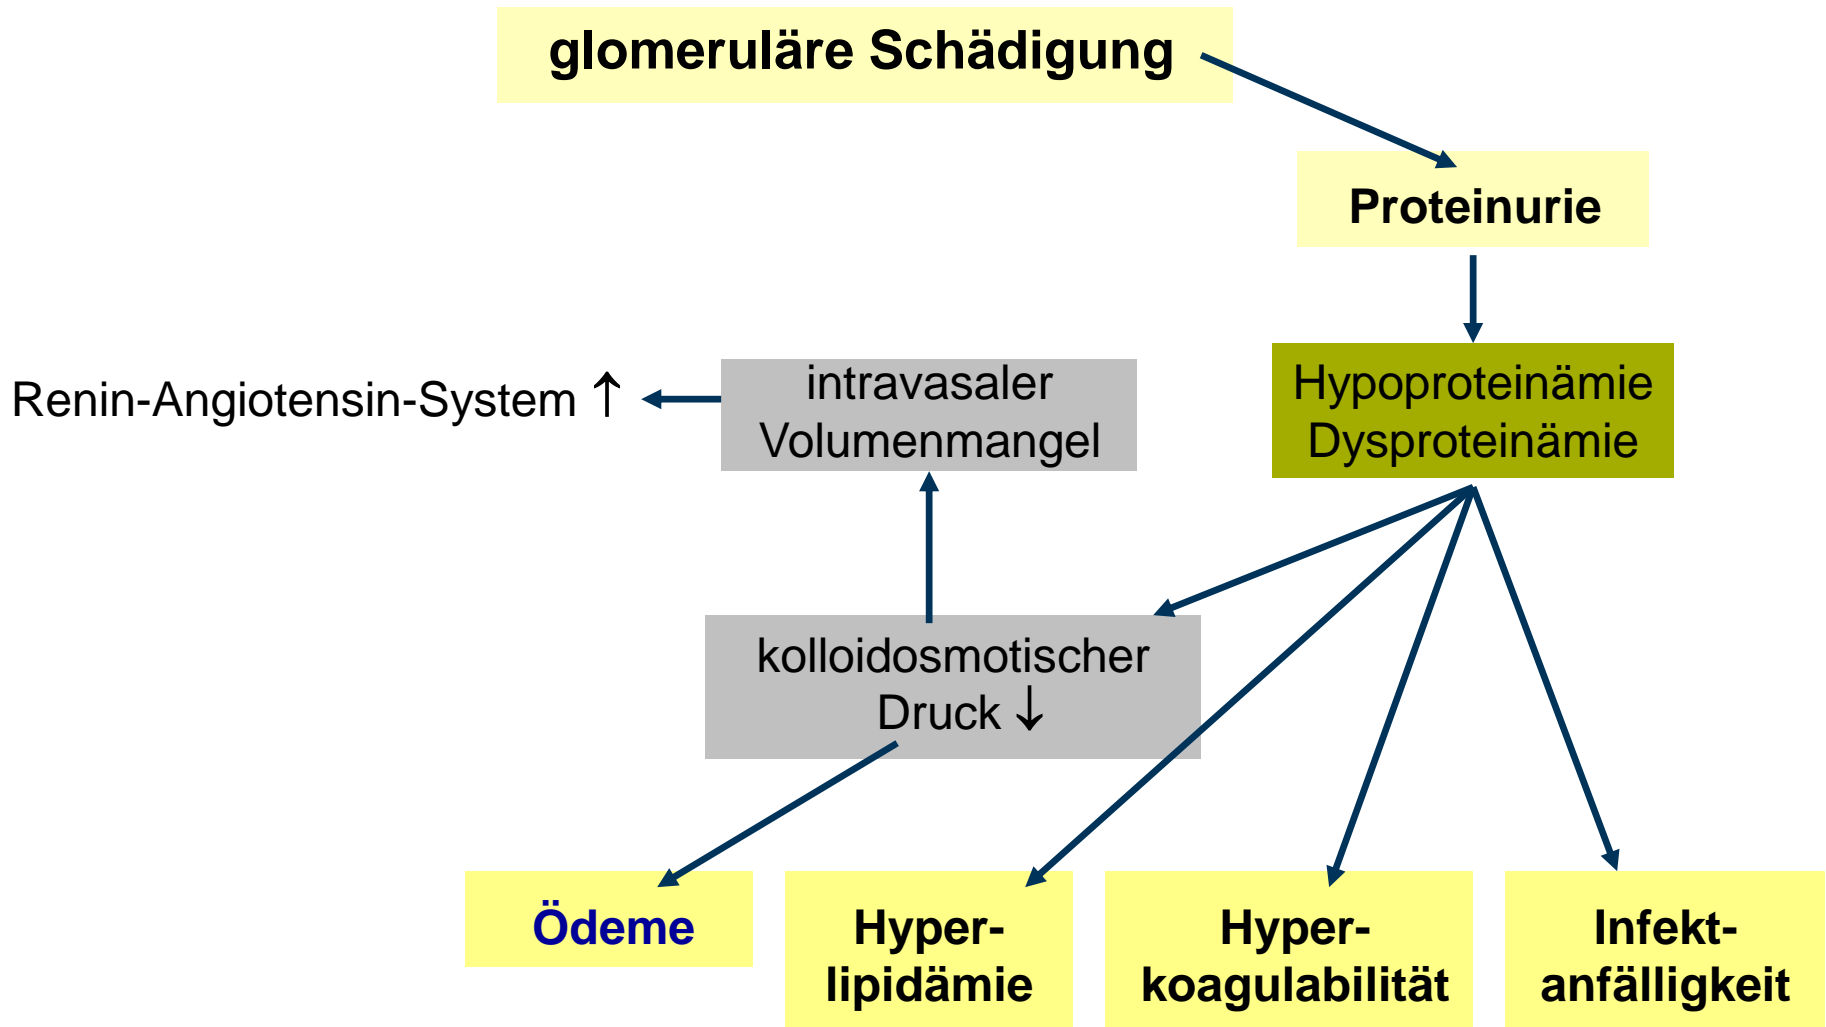 glomeruläre Schädigung
Proteinurie
Renin-Angiotensin-System ↑
intravasaler
Volumenmangel
Hypoproteinämie
Dysproteinämie
kolloidosmotischer
Druck ↓
Ödeme
Hyper-
lipidämie
Hyper-
koagulabilität
Infekt-
anfälligkeit